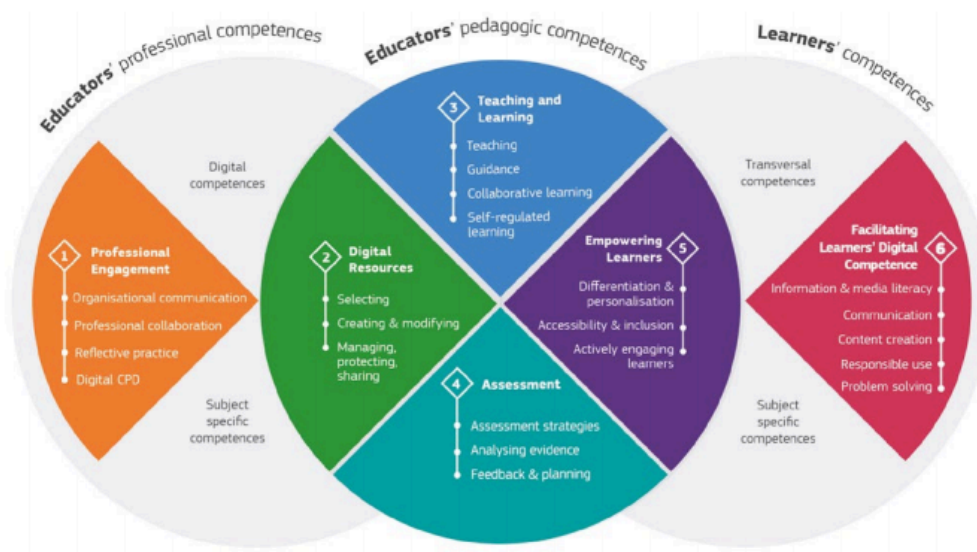 Educators' professional competences
Educators' pedagogic competences
Learners' competences
Digital
competences
Subject
specific
competences
1
Professional
Engagement
Organisational communication
Professional collaboration
Reflective practice
Digital CPD
2
Digital
Resources
Selecting
Creating & modifying
Managing,
protecting,
sharing
3
Teaching and
Learning
Teaching
Guidance
Collaborative learning
Self-regulated
learning
4
Assessment
Assessment strategies
Analysing evidence
Feedback & planning
Empowering
Learners
5
Differentiation &
personalisation
Accessibility & inclusion
Actively engaging
learners
Transversal
competences
Subject
specific
competences
Facilitating
Learners' Digital
Competence
6
Information & media literacy
Communication
Content creation
Responsible use
Problem solving